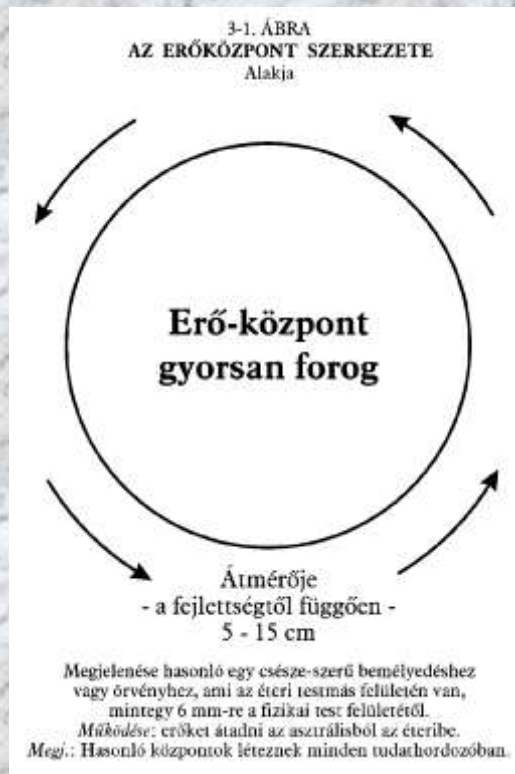 3-1. ÁBRA
AZ ERŐKÖZPONT SZERKEZETE
Alakja
Erő-központ
gyorsan forog
Átmérője
- a fejlettségtől függően -
5 - 15 cm
Megjelenése hasonló egy csésze-szerű bemélyedéshez
vagy örvényhez, ami az éteri testmás felületén van,
mintegy 6 mm-re a fizikai test felületétől.
Működése: erőket átadni az asztrálisból az éteribe.
Megj.: Hasonló központok léteznek minden tudathordozóban.